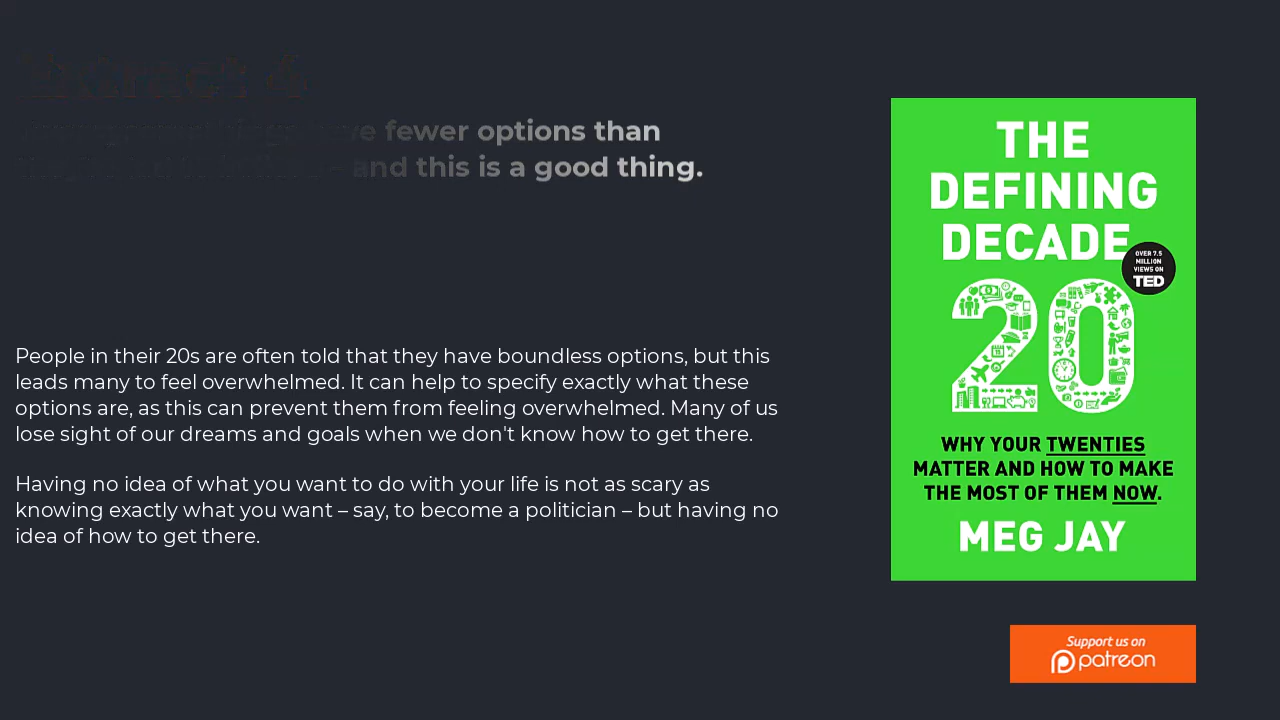 Extract 4
ve fewer options than
– and this is a good thing.
People in their 20s are often told that they have boundless options, but this
leads many to feel overwhelmed. It can help to specify exactly what these
options are, as this can prevent them from feeling overwhelmed. Many of us
lose sight of our dreams and goals when we don't know how to get there.
Having no idea of what you want to do with your life is not as scary as
knowing exactly what you want – say, to become a politician – but having no
idea of how to get there.
THE
DEFINING
DECADE
OVER 7.5
MILLION
VIEWS ON
TED
20
WHY YOUR TWENTIES
MATTER AND HOW TO MAKE
THE MOST OF THEM NOW.
MEG JAY
Support us on
patreon